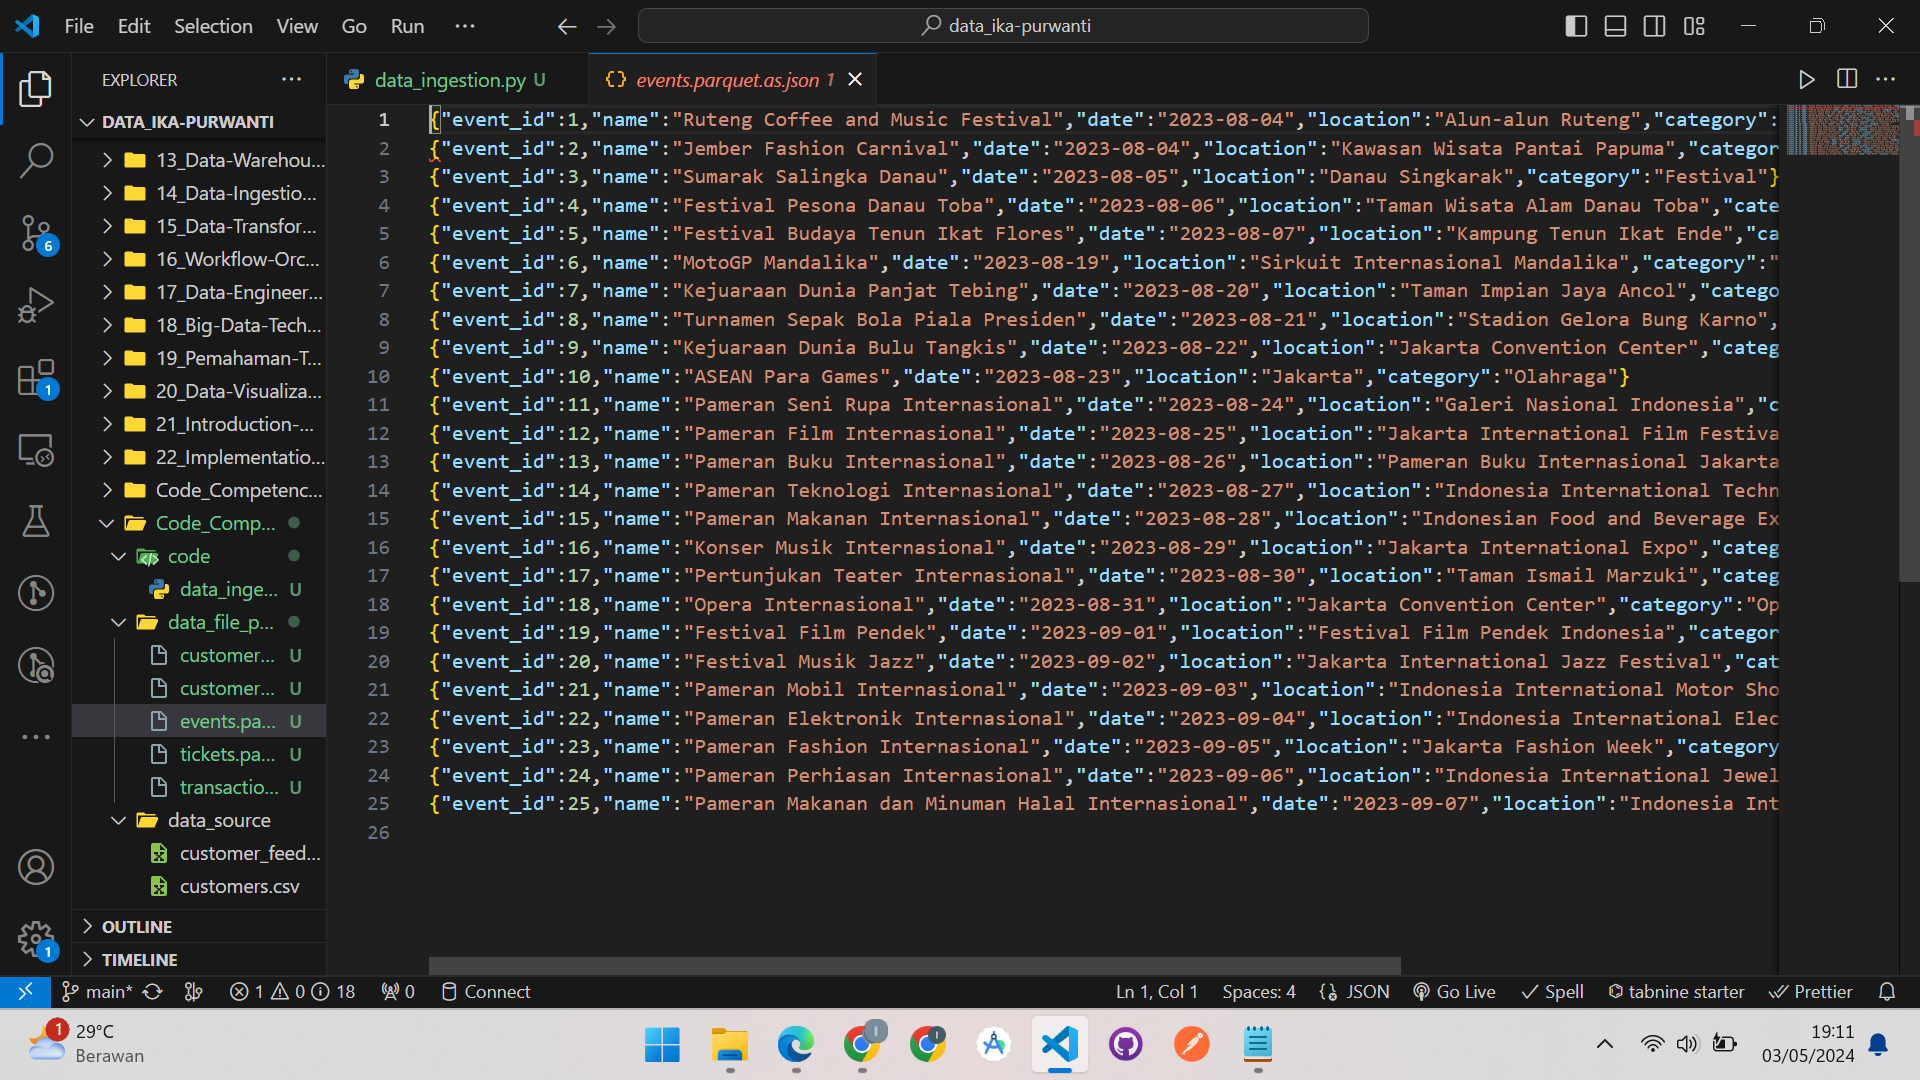 File Edit Selection View Go Run ···
data_ika-purwanti
EXPLORER
DATA_IKA-PURWANTI
13_Data-Warehou...
14_Data-Ingestio...
15_Data-Transfor...
16_Workflow-Orc...
17_Data-Engineer...
18_Big-Data-Tech...
19_Pemahaman-T...
20_Data-Visualiza...
21_Introduction-...
22_Implementatio...
Code_Competenc...
Code_Comp...
code
data_inge... U
data_file_p...
customer... U
customer... U
events.pa... U
tickets.pa... U
transactio... U
data_source
customer_feed...
customers.csv
OUTLINE
TIMELINE
6
1
1
data_ingestion.py U
{} events.parquet.as.json 1
1 {"event_id":1,"name":"Ruteng Coffee and Music Festival","date":"2023-08-04","location":"Alun-alun Ruteng","category":
2 {"event_id":2,"name":"Jember Fashion Carnival","date":"2023-08-04","location":"Kawasan Wisata Pantai Papuma","categor
3 {"event_id":3,"name":"Sumarak Salingka Danau","date":"2023-08-05","location":"Danau Singkarak","category":"Festival"}
4 {"event_id":4,"name":"Festival Pesona Danau Toba","date":"2023-08-06","location":"Taman Wisata Alam Danau Toba","cate
5 {"event_id":5,"name":"Festival Budaya Tenun Ikat Flores","date":"2023-08-07","location":"Kampung Tenun Ikat Ende","ca
6 {"event_id":6,"name":"MotoGP Mandalika","date":"2023-08-19","location":"Sirkuit Internasional Mandalika","category":"
7 {"event_id":7,"name":"Kejuaraan Dunia Panjat Tebing","date":"2023-08-20","location":"Taman Impian Jaya Ancol","catego
8 {"event_id":8,"name":"Turnamen Sepak Bola Piala Presiden","date":"2023-08-21","location":"Stadion Gelora Bung Karno",
9 {"event_id":9,"name":"Kejuaraan Dunia Bulu Tangkis","date":"2023-08-22","location":"Jakarta Convention Center","categ
10 {"event_id":10,"name":"ASEAN Para Games","date":"2023-08-23","location":"Jakarta","category":"Olahraga"}
11 {"event_id":11,"name":"Pameran Seni Rupa Internasional","date":"2023-08-24","location":"Galeri Nasional Indonesia","c
12 {"event_id":12,"name":"Pameran Film Internasional","date":"2023-08-25","location":"Jakarta International Film Festiva
13 {"event_id":13,"name":"Pameran Buku Internasional","date":"2023-08-26","location":"Pameran Buku Internasional Jakarta
14 {"event_id":14,"name":"Pameran Teknologi Internasional","date":"2023-08-27","location":"Indonesia International Techn
15 {"event_id":15,"name":"Pameran Makanan Internasional","date":"2023-08-28","location":"Indonesian Food and Beverage Ex
16 {"event_id":16,"name":"Konser Musik Internasional","date":"2023-08-29","location":"Jakarta International Expo","categ
17 {"event_id":17,"name":"Pertunjukan Teater Internasional","date":"2023-08-30","location":"Taman Ismail Marzuki","categ
18 {"event_id":18,"name":"Opera Internasional","date":"2023-08-31","location":"Jakarta Convention Center","category":"Op
19 {"event_id":19,"name":"Festival Film Pendek","date":"2023-09-01","location":"Festival Film Pendek Indonesia","categor
20 {"event_id":20,"name":"Festival Musik Jazz","date":"2023-09-02","location":"Jakarta International Jazz Festival","cat
21 {"event_id":21,"name":"Pameran Mobil Internasional","date":"2023-09-03","location":"Indonesia International Motor Sho
22 {"event_id":22,"name":"Pameran Elektronik Internasional","date":"2023-09-04","location":"Indonesia International Elec
23 {"event_id":23,"name":"Pameran Fashion Internasional","date":"2023-09-05","location":"Jakarta Fashion Week","category
24 {"event_id":24,"name":"Pameran Perhiasan Internasional","date":"2023-09-06","location":"Indonesia International Jewel
25 {"event_id":25,"name":"Pameran Makanan dan Minuman Halal Internasional","date":"2023-09-07","location":"Indonesia Int
26
main* 1 0 18 0 Connect Ln 1, Col 1 Spaces: 4 JSON Go Live Spell tabnine starter Prettier
1 29°C
Berawan
19:11
03/05/2024